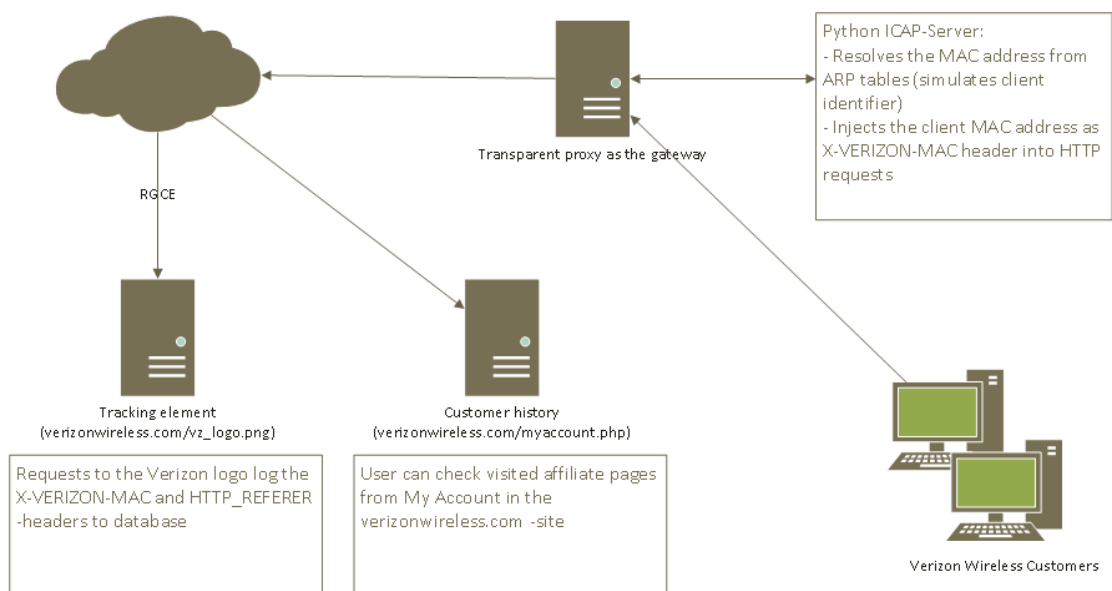 Python ICAP-Server:
- Resolves the MAC address from
ARP tables (simulates client
identifier)
- Injects the client MAC address as
X-VERIZON-MAC header into HTTP
requests
Transparent proxy as the gateway
RGCE
Tracking element
(verizonwireless.com/vz_logo.png)
Customer history
(verizonwireless.com/myaccount.php)
Requests to the Verizon logo log the
X-VERIZON-MAC and HTTP_REFERER
-headers to database
User can check visited affiliate pages
from My Account in the
verizonwireless.com -site
Verizon Wireless Customers